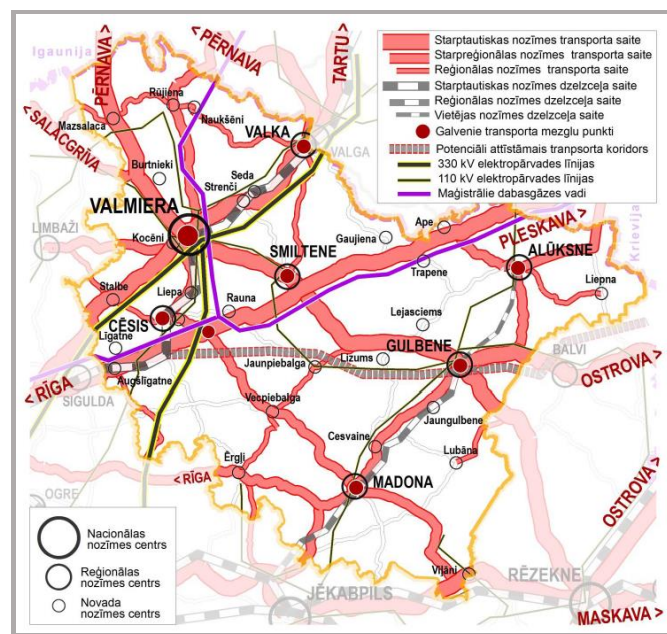 Igaunija
< PĒRNAVA
< PĒRNAVA
TARTU >
Starptautiskas nozīmes transporta saite
Starpreģionālas nozīmes transporta saite
Reģionālas nozīmes transporta saite
Starptautiskas nozīmes dzelzceļa saite
Reģionālas nozīmes dzelzceļa saite
Vietējas nozīmes dzelzceļa saite
Galvenie transporta mezglu punkti
Potenciāli attīstāmais tranpsorta koridors
330 kV elektropārvades līnijas
110 kV elektropārvades līnijas
Maģistrālie dabasgāzes vadi
Rūjiena
Naukšēni
Mazsalaca
< SALACGRĪVA
VALKA
VALGA
Burtnieki
Seda
Strenči
VALMIERA
Kocēni
LIMBAŽI
Ape
Gaujiena
PLESKAVA >
Krievija
SMILTENE
Trapene
ALŪKSNE
Liepna
Stalbe
Liepa
Rauna
CĒSIS
Lejasciems
Līgatne
GULBENE
BALVI
< RĪGA
Augšlīgatne
Jaunpiebalga
Lizums
OSTROVA >
SIGULDA
Vecpiebalga
Jaungulbene
Cesvaine
Lubāna
Ērgļi
< RĪGA
OGRE
MADONA
OSTROVA >
Nacionālas
nozīmes centrs
Reģionālas
nozīmes centrs
Novada
nozīmes centrs
Viļāni
JĒKABPILS
RĒZEKNE
MASKAVA >